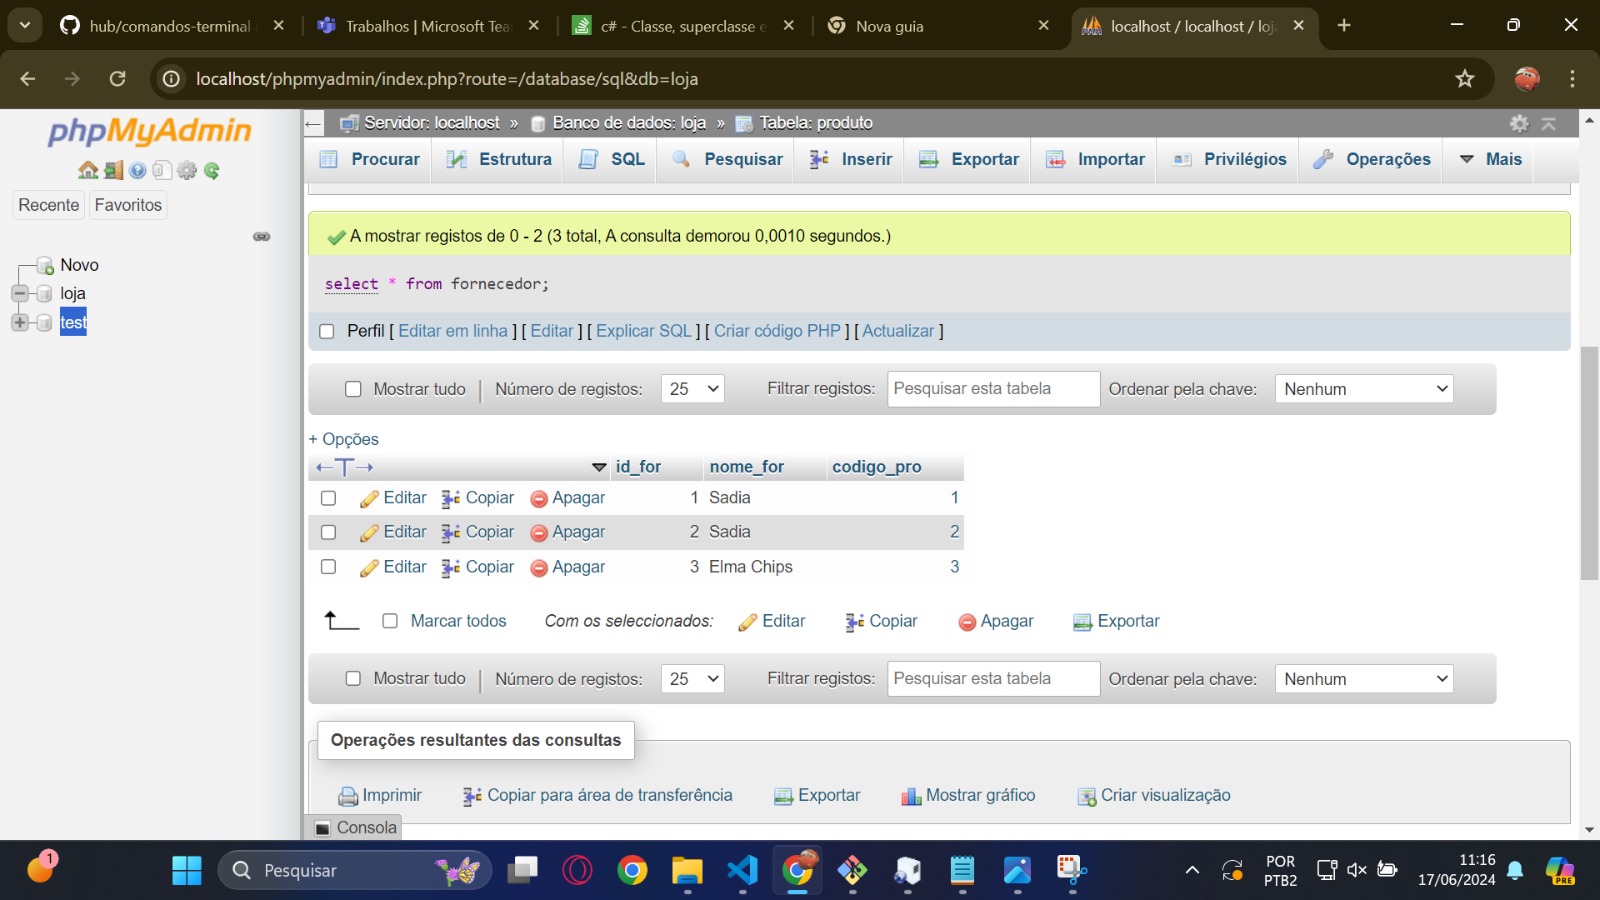 hub/comandos-terminal
Trabalhos | Microsoft Tea
c# - Classe, superclasse e
Nova guia
localhost / localhost / loj
localhost/phpmyadmin/index.php?route=/database/sql&db=loja
phpMyAdmin
Recente
Favoritos
Novo
loja
test
Servidor: localhost » Banco de dados: loja » Tabela: produto
Procurar
Estrutura
SQL
Pesquisar
Inserir
Exportar
Importar
Privilégios
Operações
Mais
A mostrar registos de 0 - 2 (3 total, A consulta demorou 0,0010 segundos.)
select * from fornecedor;
Perfil [ Editar em linha ] [ Editar ] [ Explicar SQL ] [ Criar código PHP ] [ Actualizar ]
Mostrar tudo | Número de registos: 25 Filtrar registos: Pesquisar esta tabela Ordenar pela chave: Nenhum
+ Opções
←T→ id_for nome_for codigo_pro
Editar Copiar Apagar 1 Sadia 1
Editar Copiar Apagar 2 Sadia 2
Editar Copiar Apagar 3 Elma Chips 3
Marcar todos Com os seleccionados: Editar Copiar Apagar Exportar
Mostrar tudo | Número de registos: 25 Filtrar registos: Pesquisar esta tabela Ordenar pela chave: Nenhum
Operações resultantes das consultas
Imprimir Copiar para área de transferência Exportar Mostrar gráfico Criar visualização
Consola
1
Pesquisar
PRE
POR
PTB2
11:16
17/06/2024